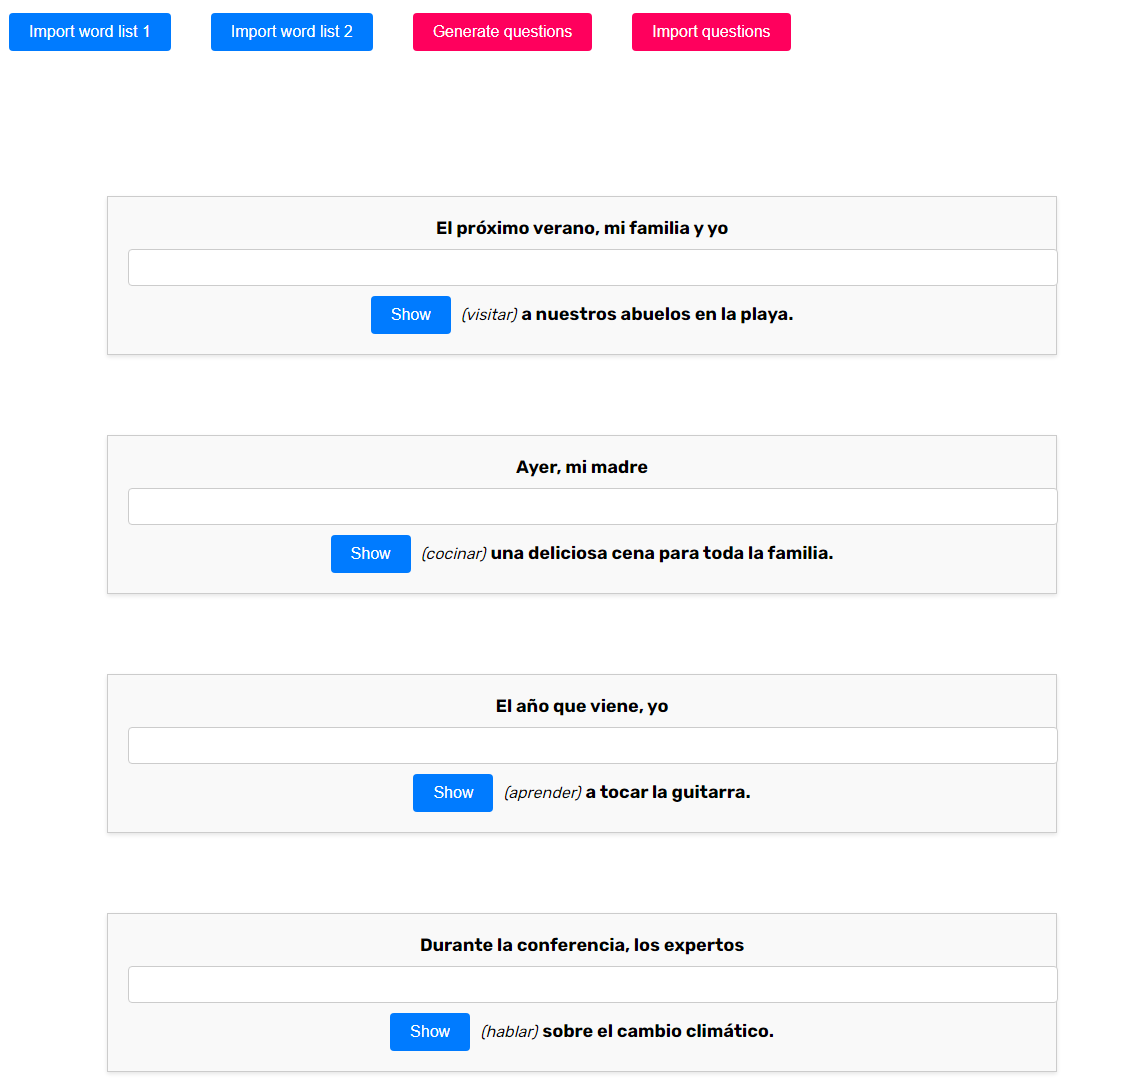 Import word list 1 Import word list 2 Generate questions Import questions
El próximo verano, mi familia y yo
Show (visitar) a nuestros abuelos en la playa.
Ayer, mi madre
Show (cocinar) una deliciosa cena para toda la familia.
El año que viene, yo
Show (aprender) a tocar la guitarra.
Durante la conferencia, los expertos
Show (hablar) sobre el cambio climático.